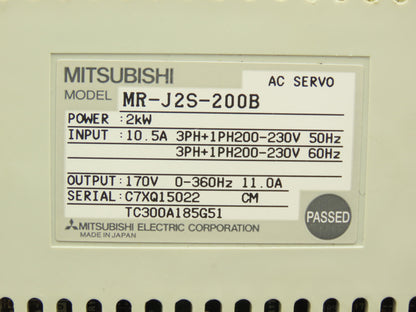 MITSUBISHI AC SERVO
MODEL MR-J2S-200B
POWER :2kW
INPUT :10.5A 3PH+1PH200-230V 50Hz
3PH+1PH200-230V 60Hz
OUTPUT:170V 0-360Hz 11.0A
SERIAL:C7XQ15022 CM
TC300A185G51
MITSUBISHI ELECTRIC CORPORATION
MADE IN JAPAN
PASSED